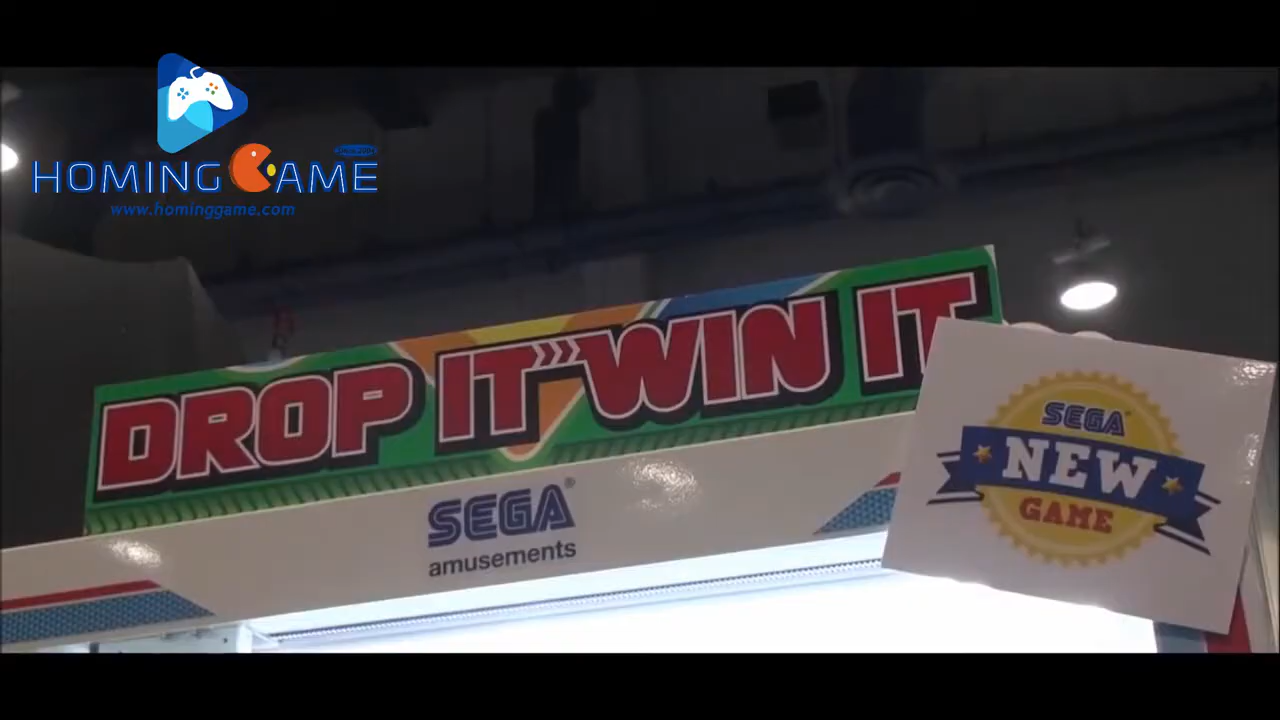 HOMING GAME
www.hominggame.com
DROP IT WIN IT
SEGA®
amusements
SEGA
NEW
GAME